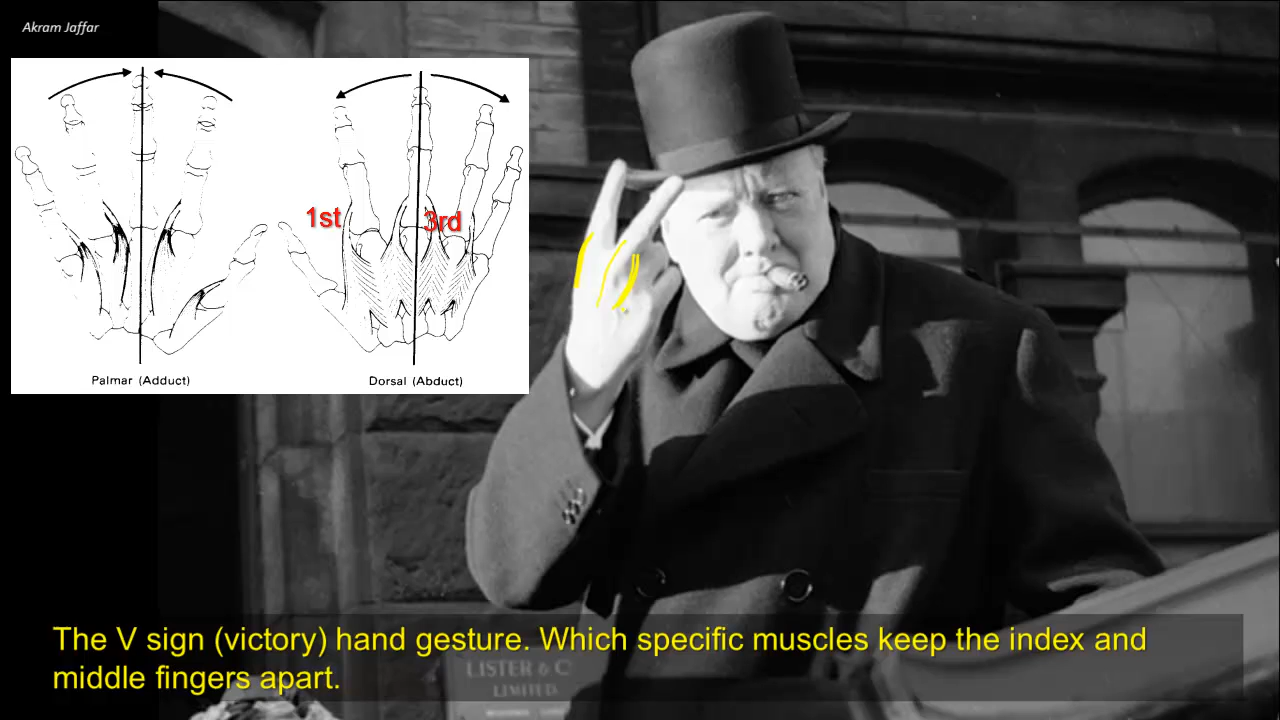 Akram Jaffar
1st
3rd
Palmar (Adduct)
Dorsal (Abduct)
The V sign (victory) hand gesture. Which specific muscles keep the index and
middle fingers apart.
LISTER & Co
LIMITED.